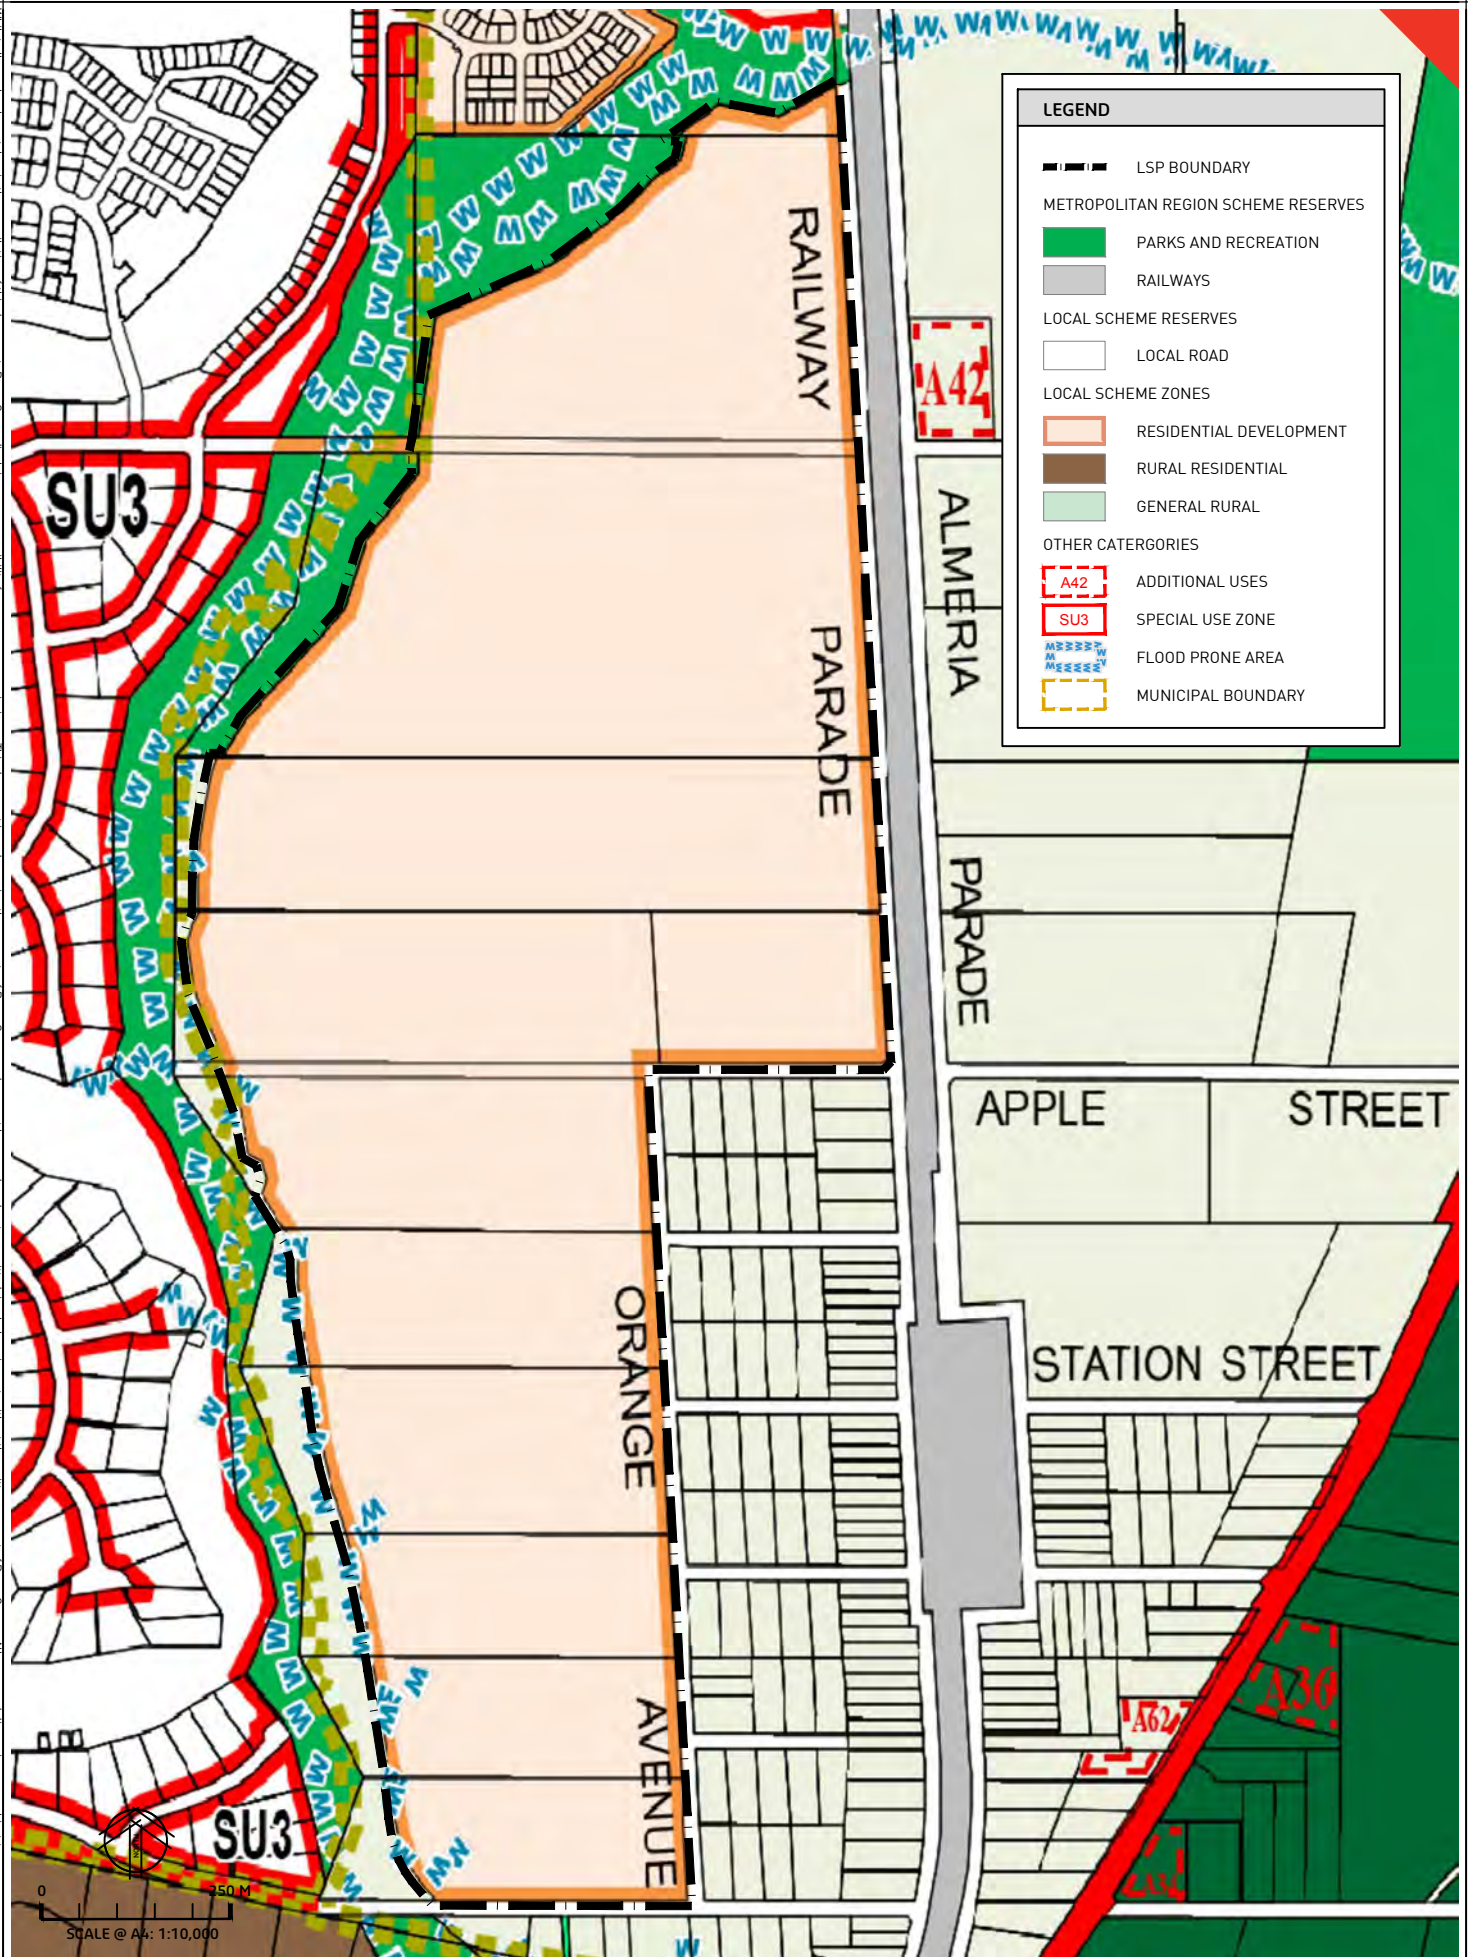 LEGEND
LSP BOUNDARY
METROPOLITAN REGION SCHEME RESERVES
PARKS AND RECREATION
RAILWAYS
LOCAL SCHEME RESERVES
LOCAL ROAD
LOCAL SCHEME ZONES
RESIDENTIAL DEVELOPMENT
RURAL RESIDENTIAL
GENERAL RURAL
OTHER CATERGORIES
A42 ADDITIONAL USES
SU3 SPECIAL USE ZONE
FLOOD PRONE AREA
MUNICIPAL BOUNDARY
RAILWAY
PARADE
A42
ALMERIA
PARADE
SU3
APPLE STREET
STATION STREET
ORANGE
AVENUE
A36
A62
SU3
0 250 M
SCALE @ A4: 1:10,000